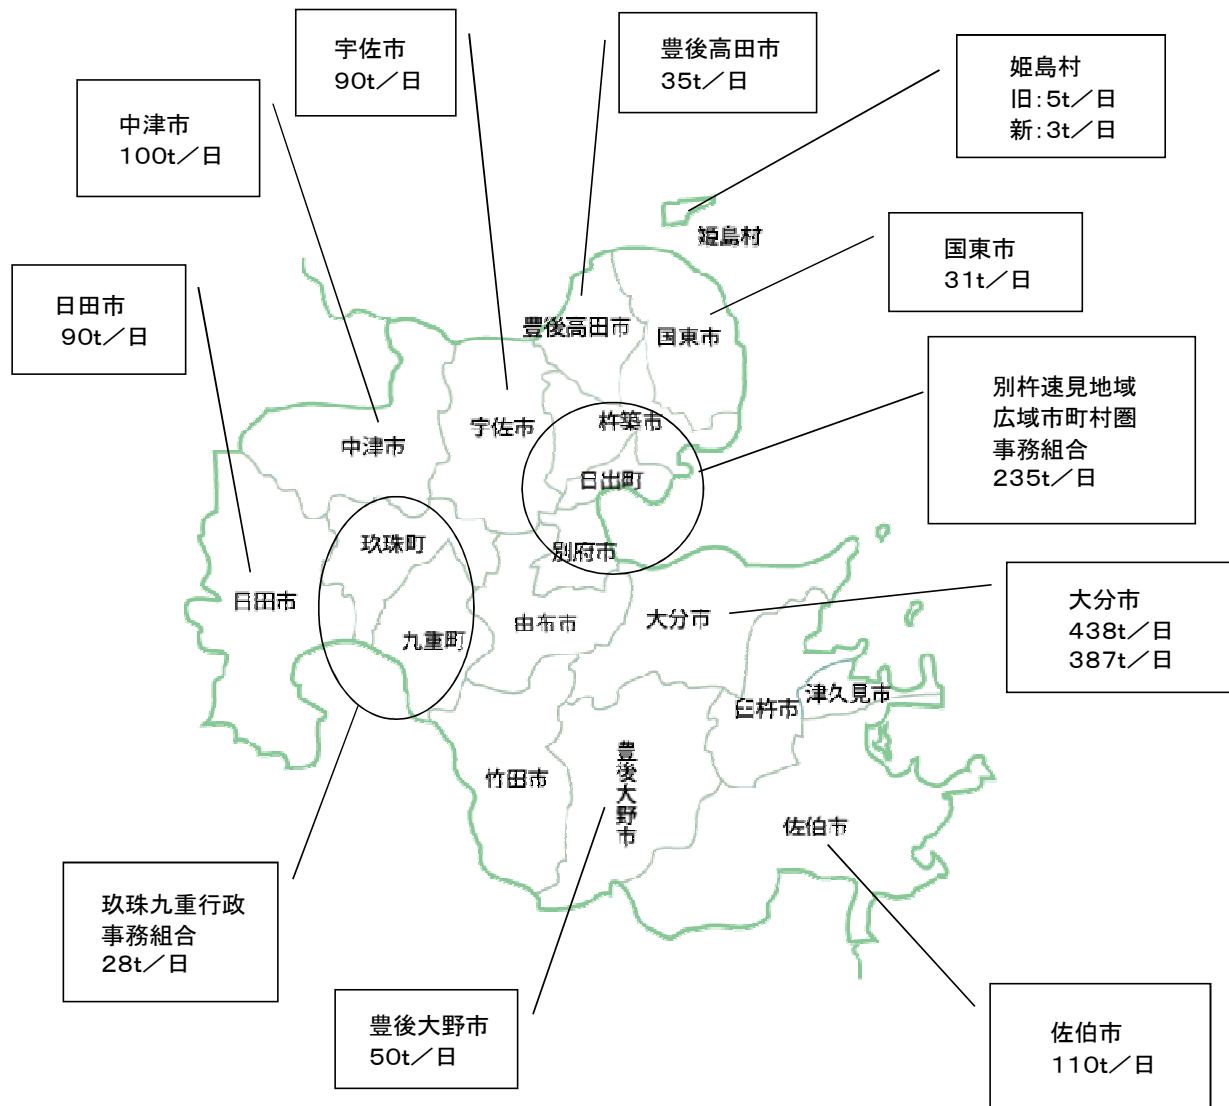 宇佐市
90t／日
豊後高田市
35t／日
姫島村
旧：5t／日
新：3t／日
中津市
100t／日
国東市
31t／日
日田市
90t／日
別杵速見地域
広域市町村圏
事務組合
235t／日
大分市
438t／日
387t／日
玖珠九重行政
事務組合
28t／日
豊後大野市
50t／日
佐伯市
110t／日
姫島村
豊後高田市
国東市
杵築市
宇佐市
中津市
日出町
玖珠町
別府市
日田市
由布市
大分市
九重町
津久見市
臼杵市
竹田市
豊後大野市
佐伯市